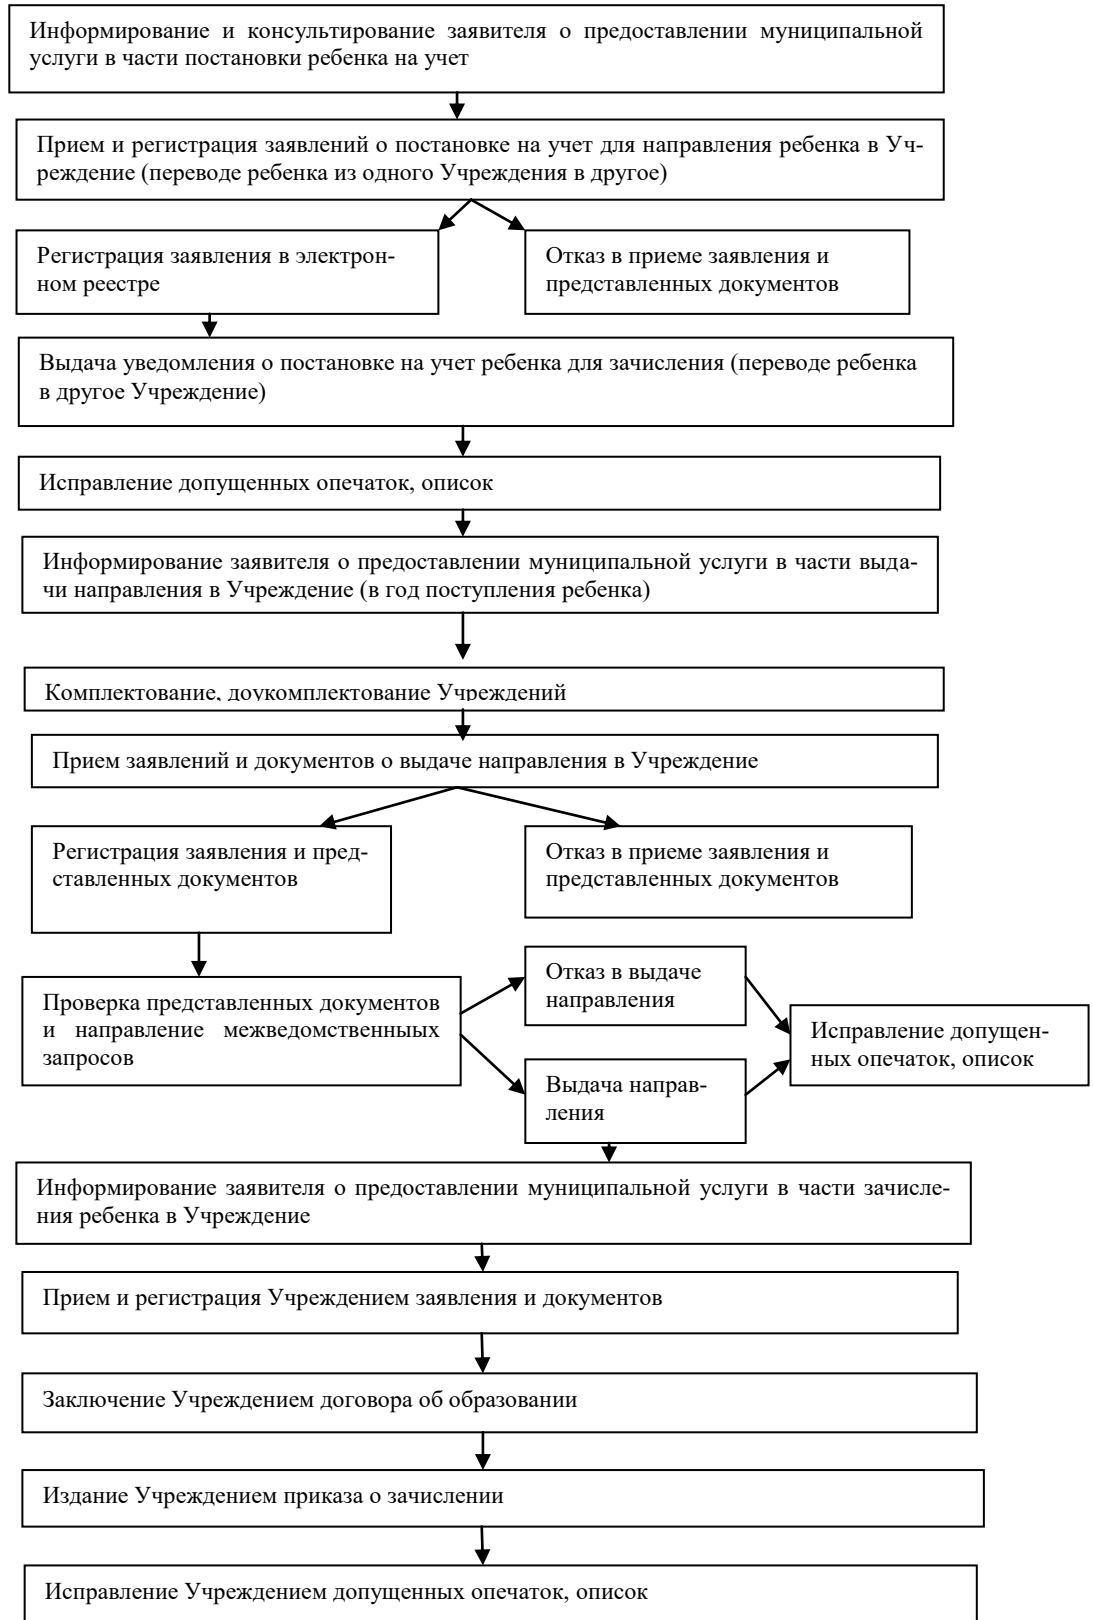 Информирование и консультирование заявителя о предоставлении муниципальной
услуги в части постановки ребенка на учет
Прием и регистрация заявлений о постановке на учет для направления ребенка в Уч-
реждение (переводе ребенка из одного Учреждения в другое)
Регистрация заявления в электрон-
ном реестре
Отказ в приеме заявления и
представленных документов
Выдача уведомления о постановке на учет ребенка для зачисления (переводе ребенка
в другое Учреждение)
Исправление допущенных опечаток, описок
Информирование заявителя о предоставлении муниципальной услуги в части выда-
чи направления в Учреждение (в год поступления ребенка)
Комплектование, доукомплектование Учреждений
Прием заявлений и документов о выдаче направления в Учреждение
Регистрация заявления и пред-
ставленных документов
Отказ в приеме заявления и
представленных документов
Проверка представленных документов
и направление межведомственныых
запросов
Отказ в выдаче
направления
Выдача направ-
ления
Исправление допущен-
ных опечаток, описок
Информирование заявителя о предоставлении муниципальной услуги в части зачисле-
ния ребенка в Учреждение
Прием и регистрация Учреждением заявления и документов
Заключение Учреждением договора об образовании
Издание Учреждением приказа о зачислении
Исправление Учреждением допущенных опечаток, описок